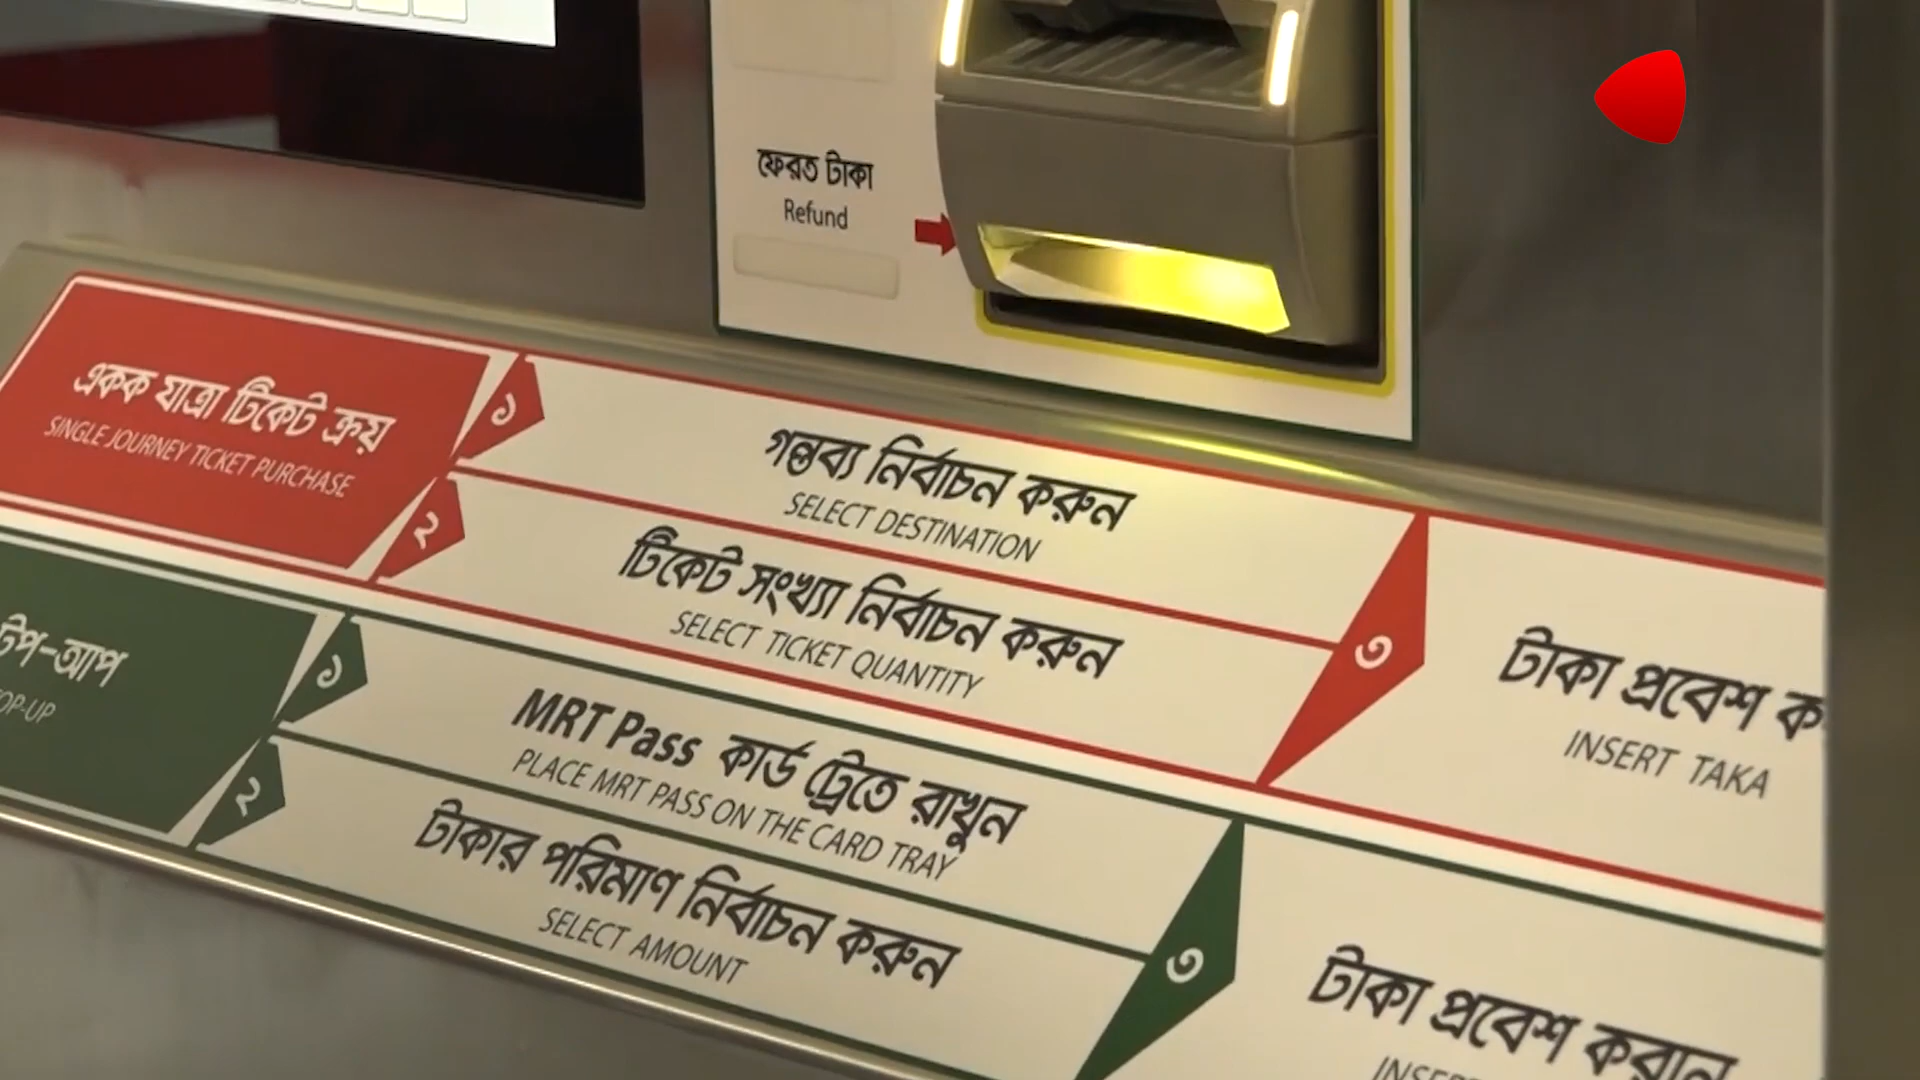 ফেরত টাকা
Refund
একক যাত্রা টিকেট ক্রয়
SINGLE JOURNEY TICKET PURCHASE
১
গন্তব্য নির্বাচন করুন
SELECT DESTINATION
২
টিকেট সংখ্যা নির্বাচন করুন
SELECT TICKET QUANTITY
৩
টাকা প্রবেশ
INSERT TAKA
টপ-আপ
OP-UP
১
MRT Pass কার্ড ট্রেতে রাখুন
PLACE MRT PASS ON THE CARD TRAY
২
টাকার পরিমাণ নির্বাচন করুন
SELECT AMOUNT
৩
টাকা প্রবেশ করুন